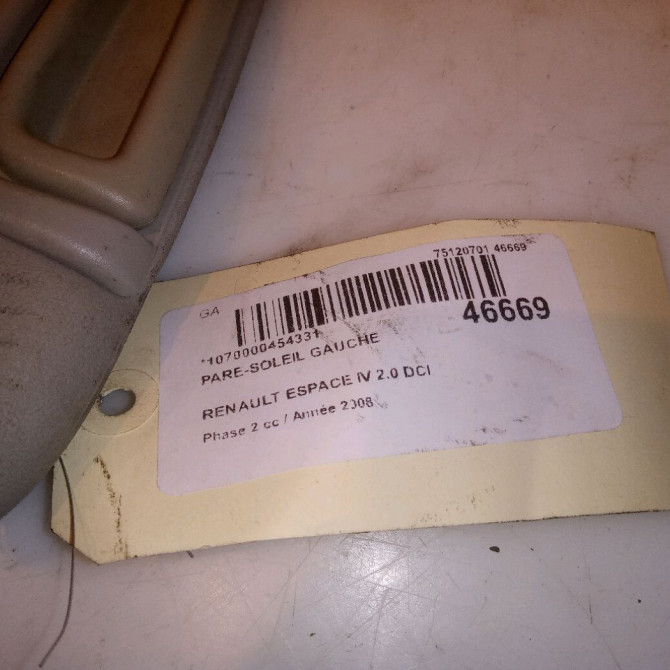 75120701 46669
GA
46669
*1070000454331
PARE-SOLEIL GAUCHE
RENAULT ESPACE IV 2.0 DCI
Phase 2 cc / Année 2008